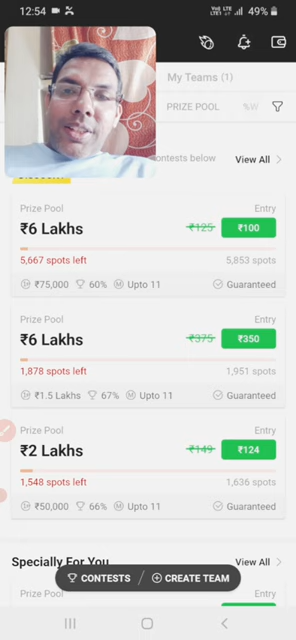 12:54
Vo) LTE
LTE1 49%
My Teams (1)
PRIZE POOL %W
contests below View All
Prize Pool Entry
₹6 Lakhs ₹125 ₹100
5,667 spots left 5,853 spots
₹75,000 60% M Upto 11 Guaranteed
Prize Pool Entry
₹6 Lakhs ₹375 ₹350
1,878 spots left 1,951 spots
₹1.5 Lakhs 67% M Upto 11 Guaranteed
Prize Pool Entry
₹2 Lakhs ₹149 ₹124
1,548 spots left 1,636 spots
₹50,000 66% M Upto 11 Guaranteed
Specially For You View All
CONTESTS / CREATE TEAM
Prize Pool Entry